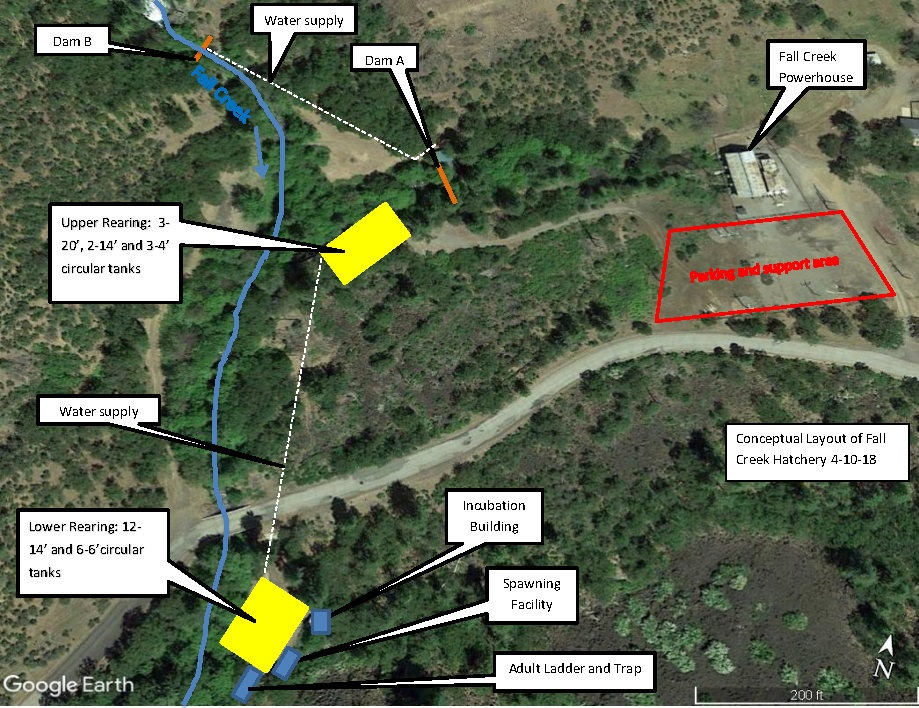 Water supply
Dam B
Dam A
Fall Creek
Powerhouse
Fall Creek
Upper Rearing: 3-
20’, 2-14’ and 3-4’
circular tanks
Parking and support area
Water supply
Conceptual Layout of Fall
Creek Hatchery 4-10-18
Incubation
Building
Lower Rearing: 12-
14’ and 6-6’circular
tanks
Spawning
Facility
Adult Ladder and Trap
Google Earth
N
200 ft